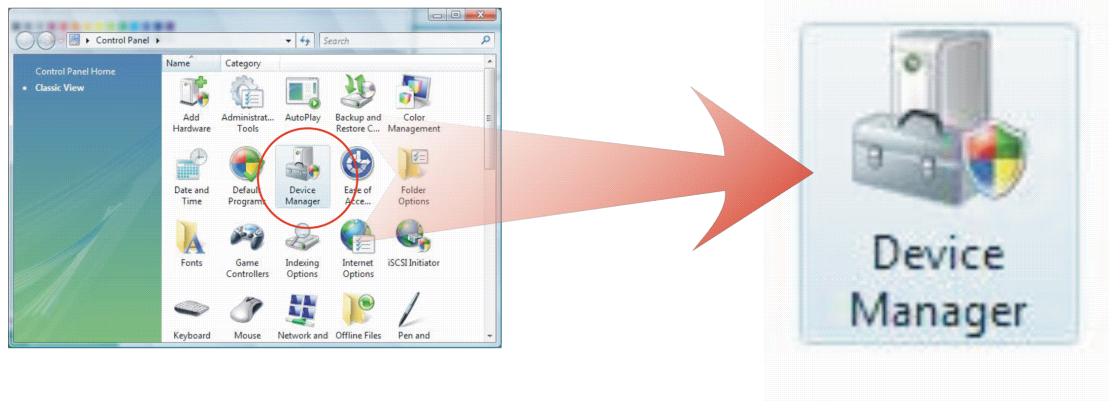 Control Panel
Search
Control Panel Home
Classic View
Name Category
Add Hardware
Administrat... Tools
AutoPlay
Backup and Restore C...
Color Management
Date and Time
Default Programs
Device Manager
Ease of Acce...
Folder Options
Fonts
Game Controllers
Indexing Options
Internet Options
iSCSI Initiator
Keyboard
Mouse
Network and
Offline Files
Pen and
Device
Manager